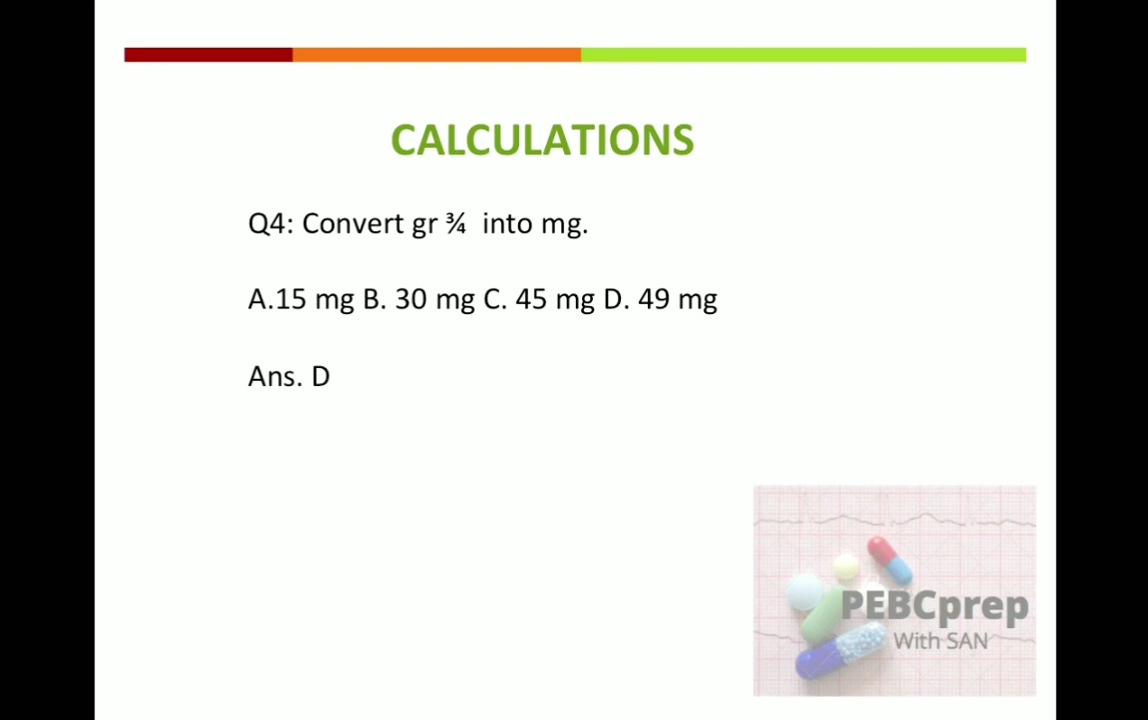 CALCULATIONS
Q4: Convert gr ¾ into mg.
A.15 mg B. 30 mg C. 45 mg D. 49 mg
Ans. D
PEBCprep
With SAN